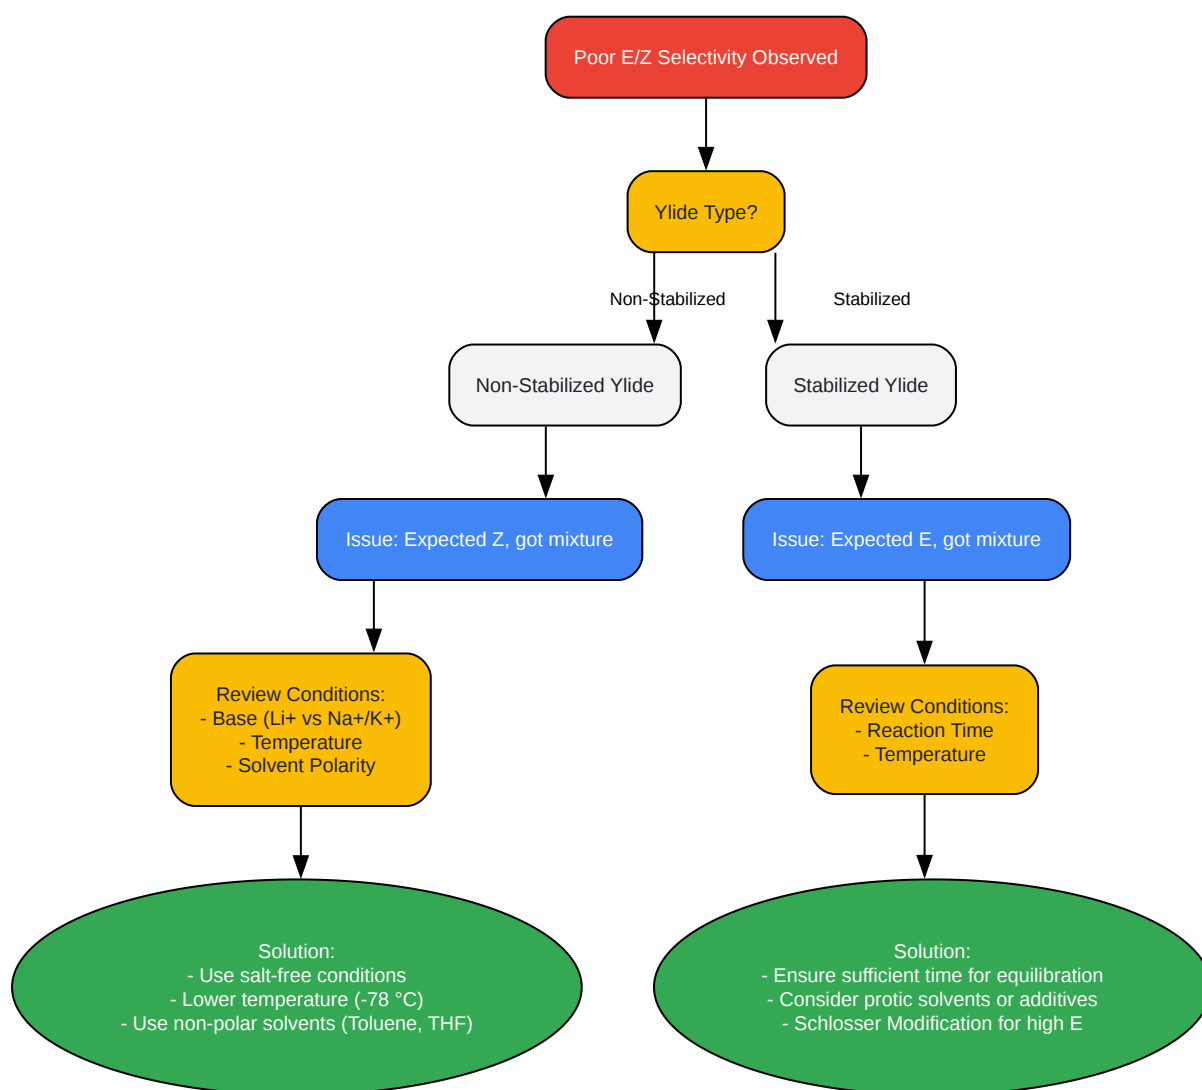 Poor E/Z Selectivity Observed
Ylide Type?
Non-Stabilized
Stabilized
Non-Stabilized Ylide
Stabilized Ylide
Issue: Expected Z, got mixture
Issue: Expected E, got mixture
Review Conditions:
- Base (Li+ vs Na+/K+)
- Temperature
- Solvent Polarity
Review Conditions:
- Reaction Time
- Temperature
Solution:
- Use salt-free conditions
- Lower temperature (-78 °C)
- Use non-polar solvents (Toluene, THF)
Solution:
- Ensure sufficient time for equilibration
- Consider protic solvents or additives
- Schlosser Modification for high E